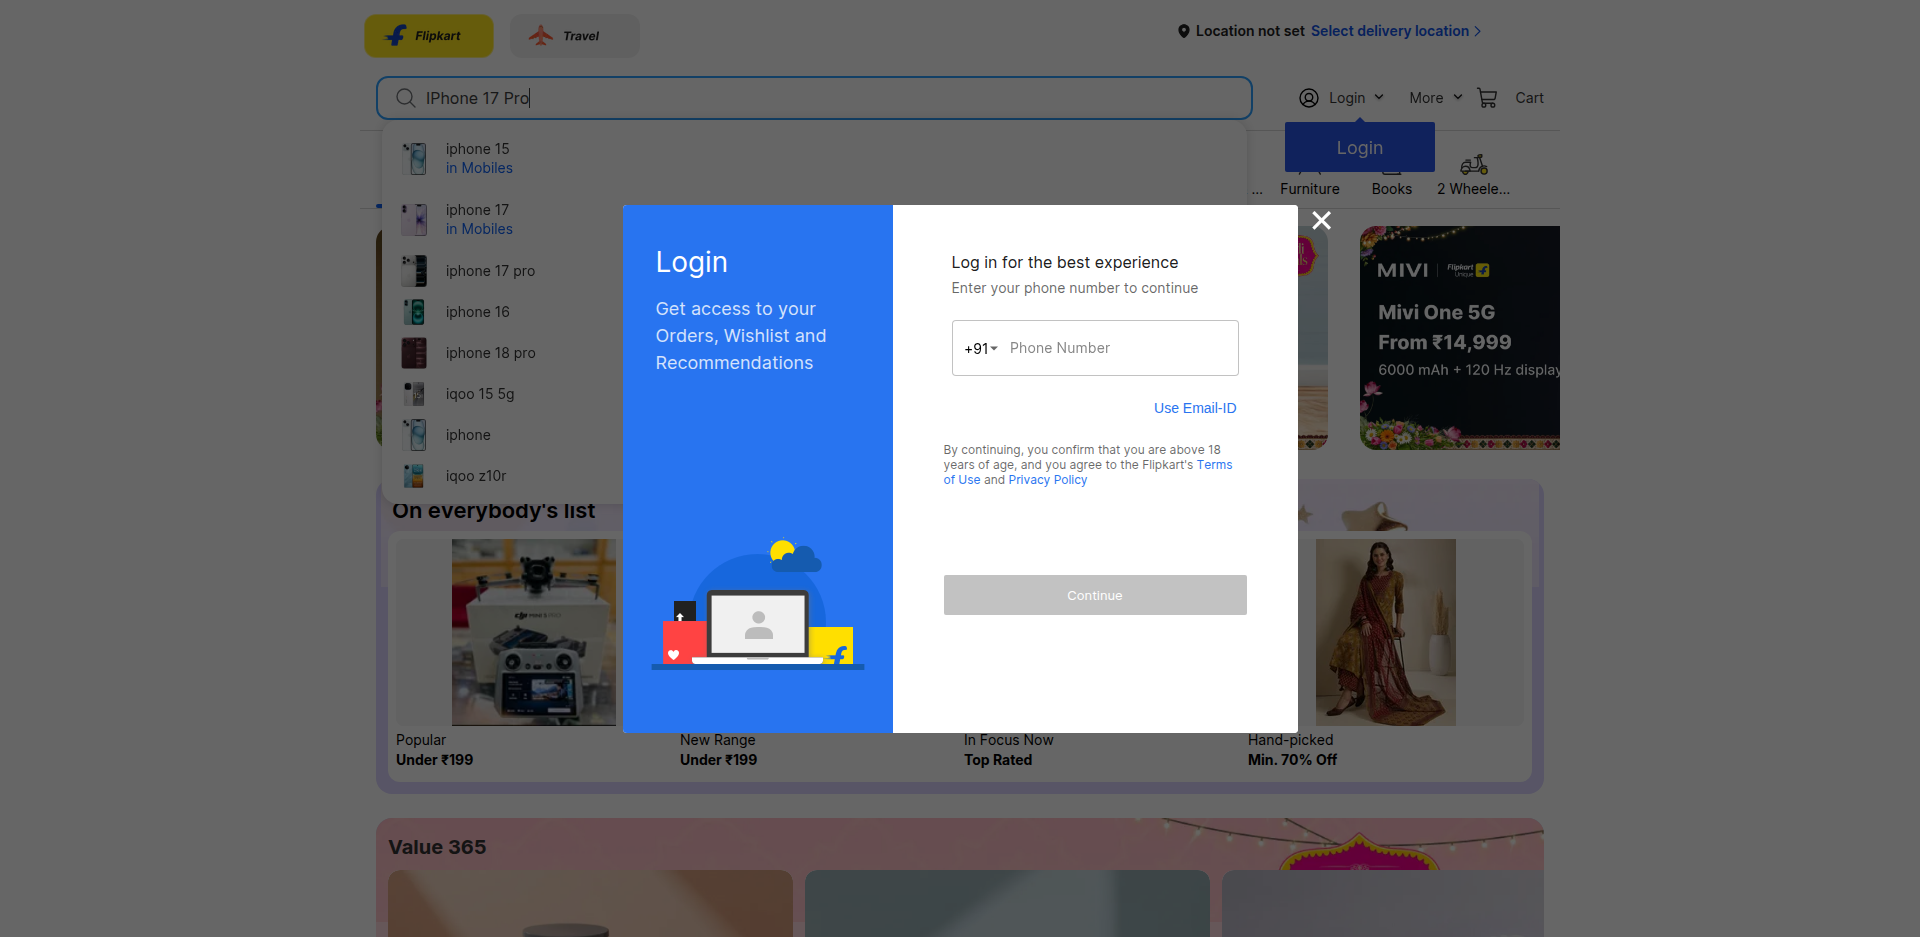 Flipkart
Travel
Location not set Select delivery location
IPhone 17 Pro
Login
More
Cart
Login
iphone 15
in Mobiles
iphone 17
in Mobiles
iphone 17 pro
iphone 16
iphone 18 pro
iqoo 15 5g
iphone
iqoo z10r
...
Furniture
Books
2 Wheele...
Login
Get access to your
Orders, Wishlist and
Recommendations
Log in for the best experience
Enter your phone number to continue
+91
Phone Number
Use Email-ID
By continuing, you confirm that you are above 18
years of age, and you agree to the Flipkart's Terms
of Use and Privacy Policy
Continue
MIVI
Flipkart
Unique
Mivi One 5G
From ₹14,999
6000 mAh + 120 Hz display
On everybody's list
Popular
Under ₹199
New Range
Under ₹199
In Focus Now
Top Rated
Hand-picked
Min. 70% Off
Value 365